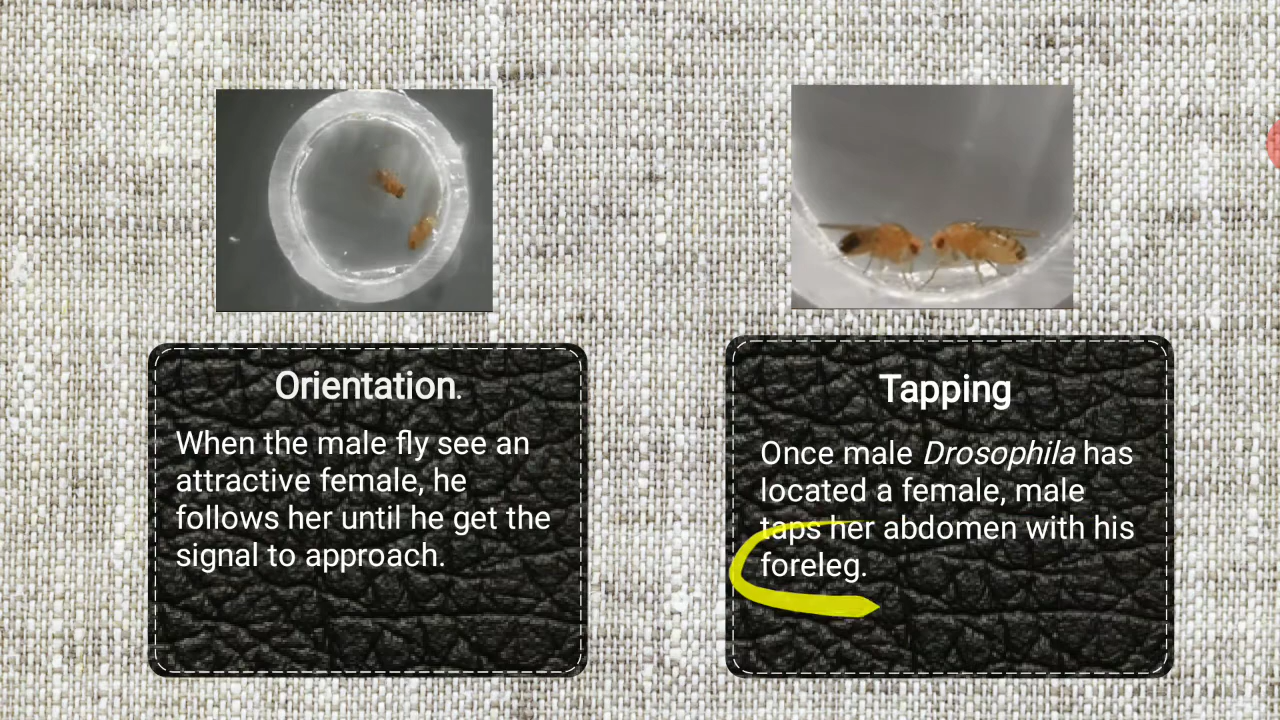 Orientation.
When the male fly see an
attractive female, he
follows her until he get the
signal to approach.
Tapping
Once male Drosophila has
located a female, male
taps her abdomen with his
foreleg.